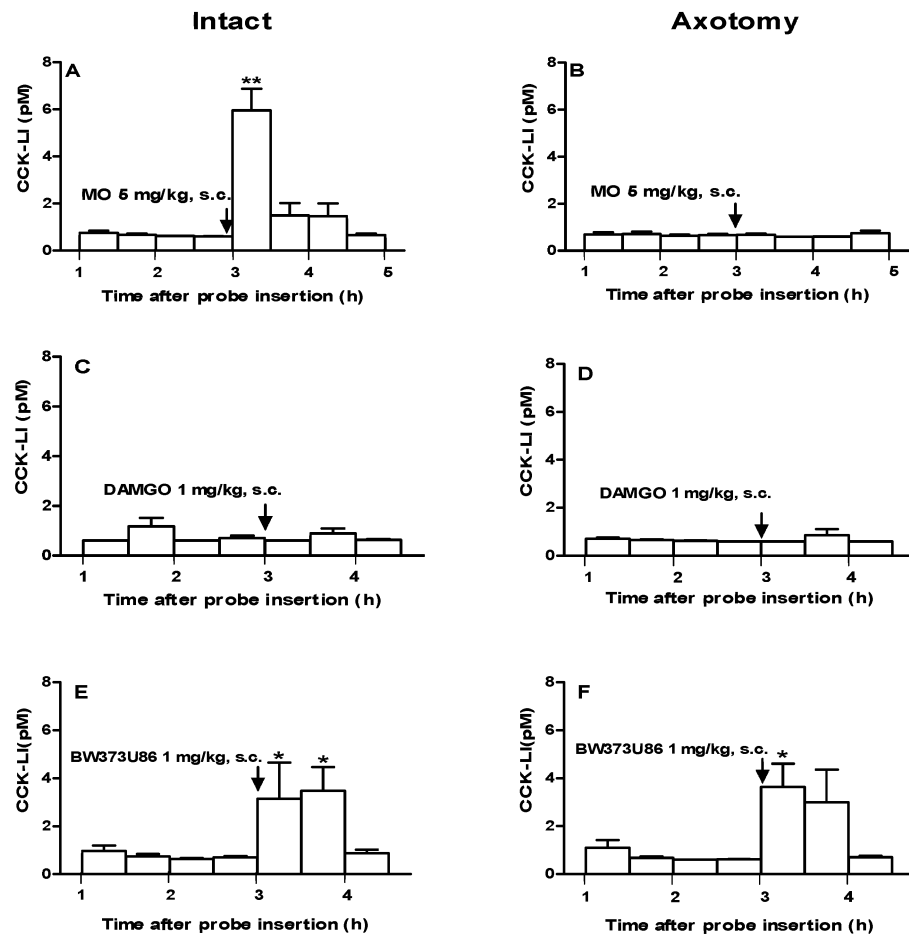 Intact Axotomy
A
CCK-LI (pM)
8
6
4
2
0
**
MO 5 mg/kg, s.c.
1 2 3 4 5
Time after probe insertion (h)
B
CCK-LI (pM)
8
6
4
2
0
MO 5 mg/kg, s.c.
1 2 3 4 5
Time after probe insertion (h)
C
CCK-LI (pM)
8
6
4
2
0
DAMGO 1 mg/kg, s.c.
1 2 3 4
Time after probe insertion (h)
D
CCK-LI (pM)
8
6
4
2
0
DAMGO 1 mg/kg, s.c.
1 2 3 4
Time after probe insertion (h)
E
CCK-LI(pM)
8
6
4
2
0
BW373U86 1 mg/kg, s.c.
* *
1 2 3 4
Time after probe insertion (h)
F
CCK-LI(pM)
8
6
4
2
0
BW373U86 1 mg/kg, s.c.
*
1 2 3 4
Time after probe insertion (h)